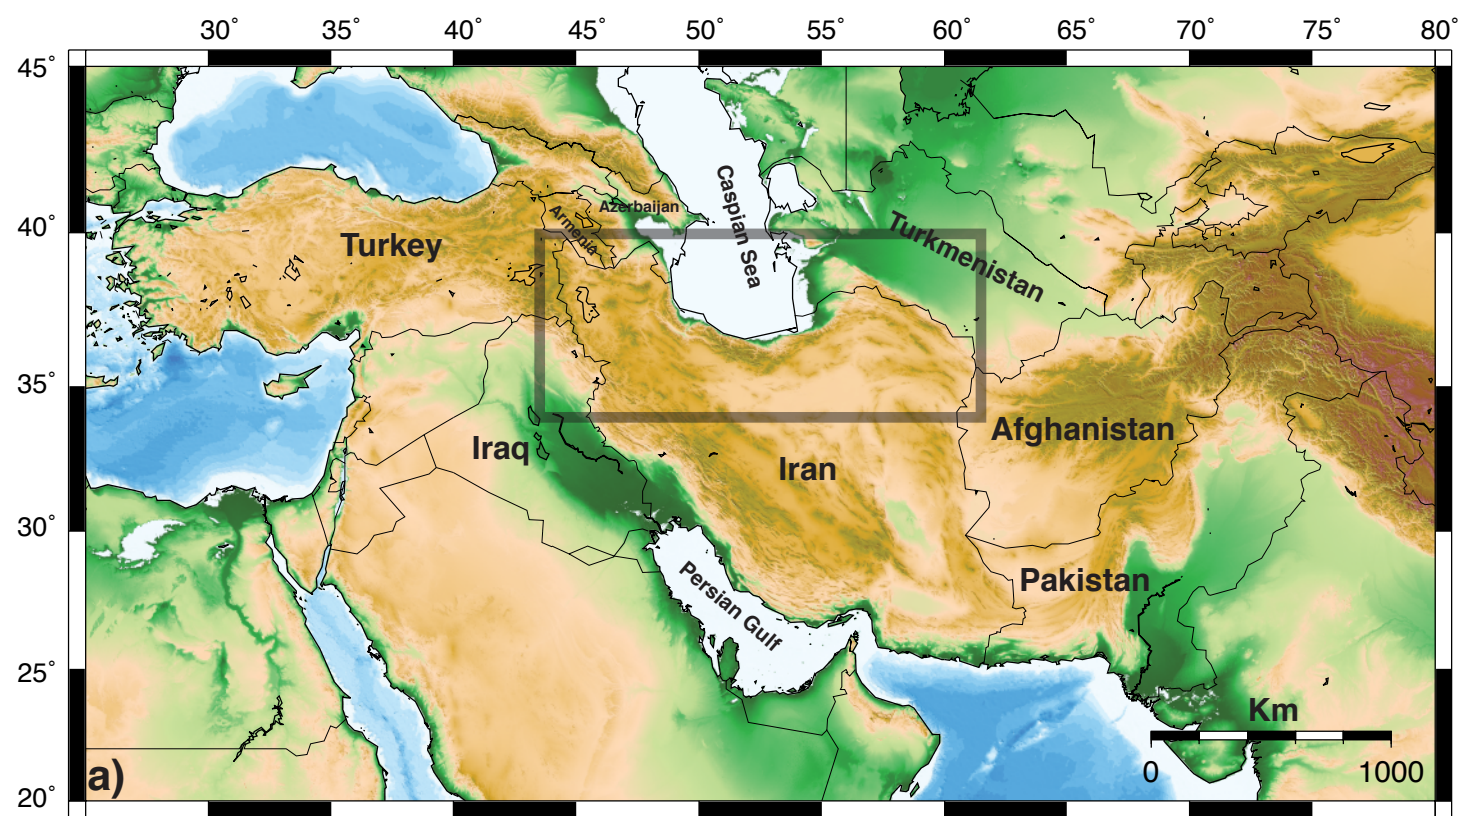 30° 35° 40° 45° 50° 55° 60° 65° 70° 75° 80°
45°
40°
35°
30°
25°
20°
Caspian Sea
Azerbaijan
Armenia
Turkey
Turkmenistan
Afghanistan
Iraq
Iran
Pakistan
Persian Gulf
Km
0 1000
a)